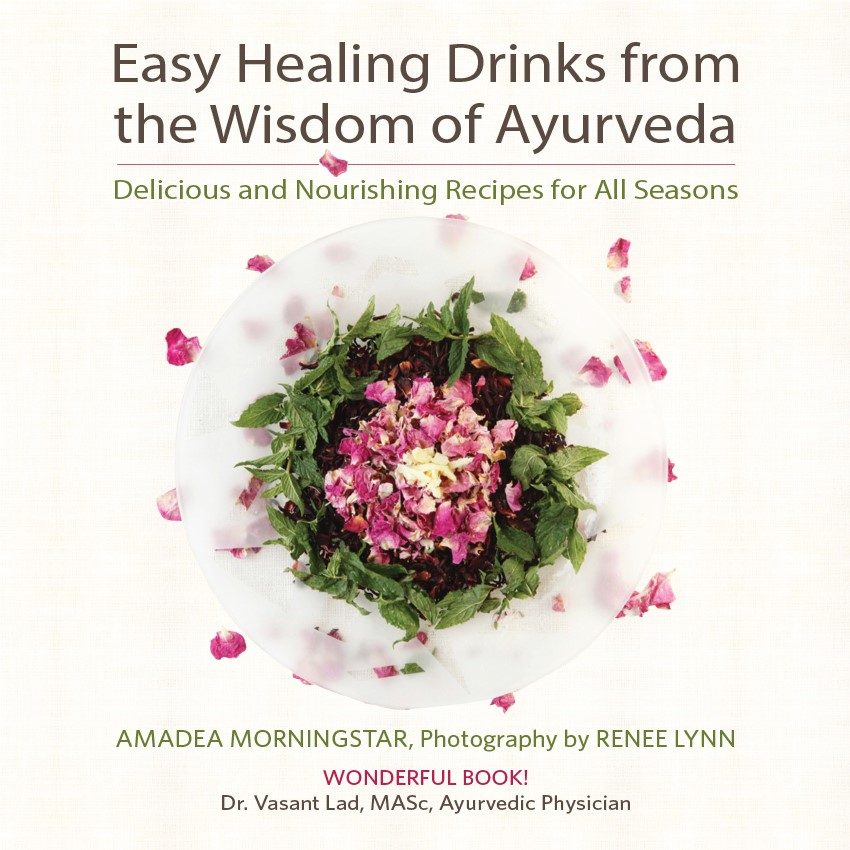 Easy Healing Drinks from
the Wisdom of Ayurveda
Delicious and Nourishing Recipes for All Seasons
AMADEA MORNINGSTAR, Photography by RENEE LYNN
WONDERFUL BOOK!
Dr. Vasant Lad, MASc, Ayurvedic Physician